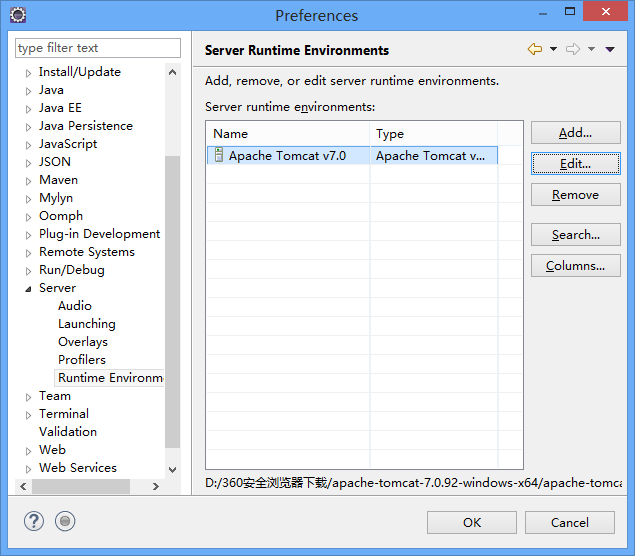 Preferences
type filter text
Install/Update
Java
Java EE
Java Persistence
JavaScript
JSON
Maven
Mylyn
Oomph
Plug-in Development
Remote Systems
Run/Debug
Server
Audio
Launching
Overlays
Profilers
Runtime Environm
Team
Terminal
Validation
Web
Web Services
Server Runtime Environments
Add, remove, or edit server runtime environments.
Server runtime environments:
Name Type
Apache Tomcat v7.0 Apache Tomcat v...
Add...
Edit...
Remove
Search...
Columns...
D:/360安全浏览器下载/apache-tomcat-7.0.92-windows-x64/apache-tomca
OK Cancel